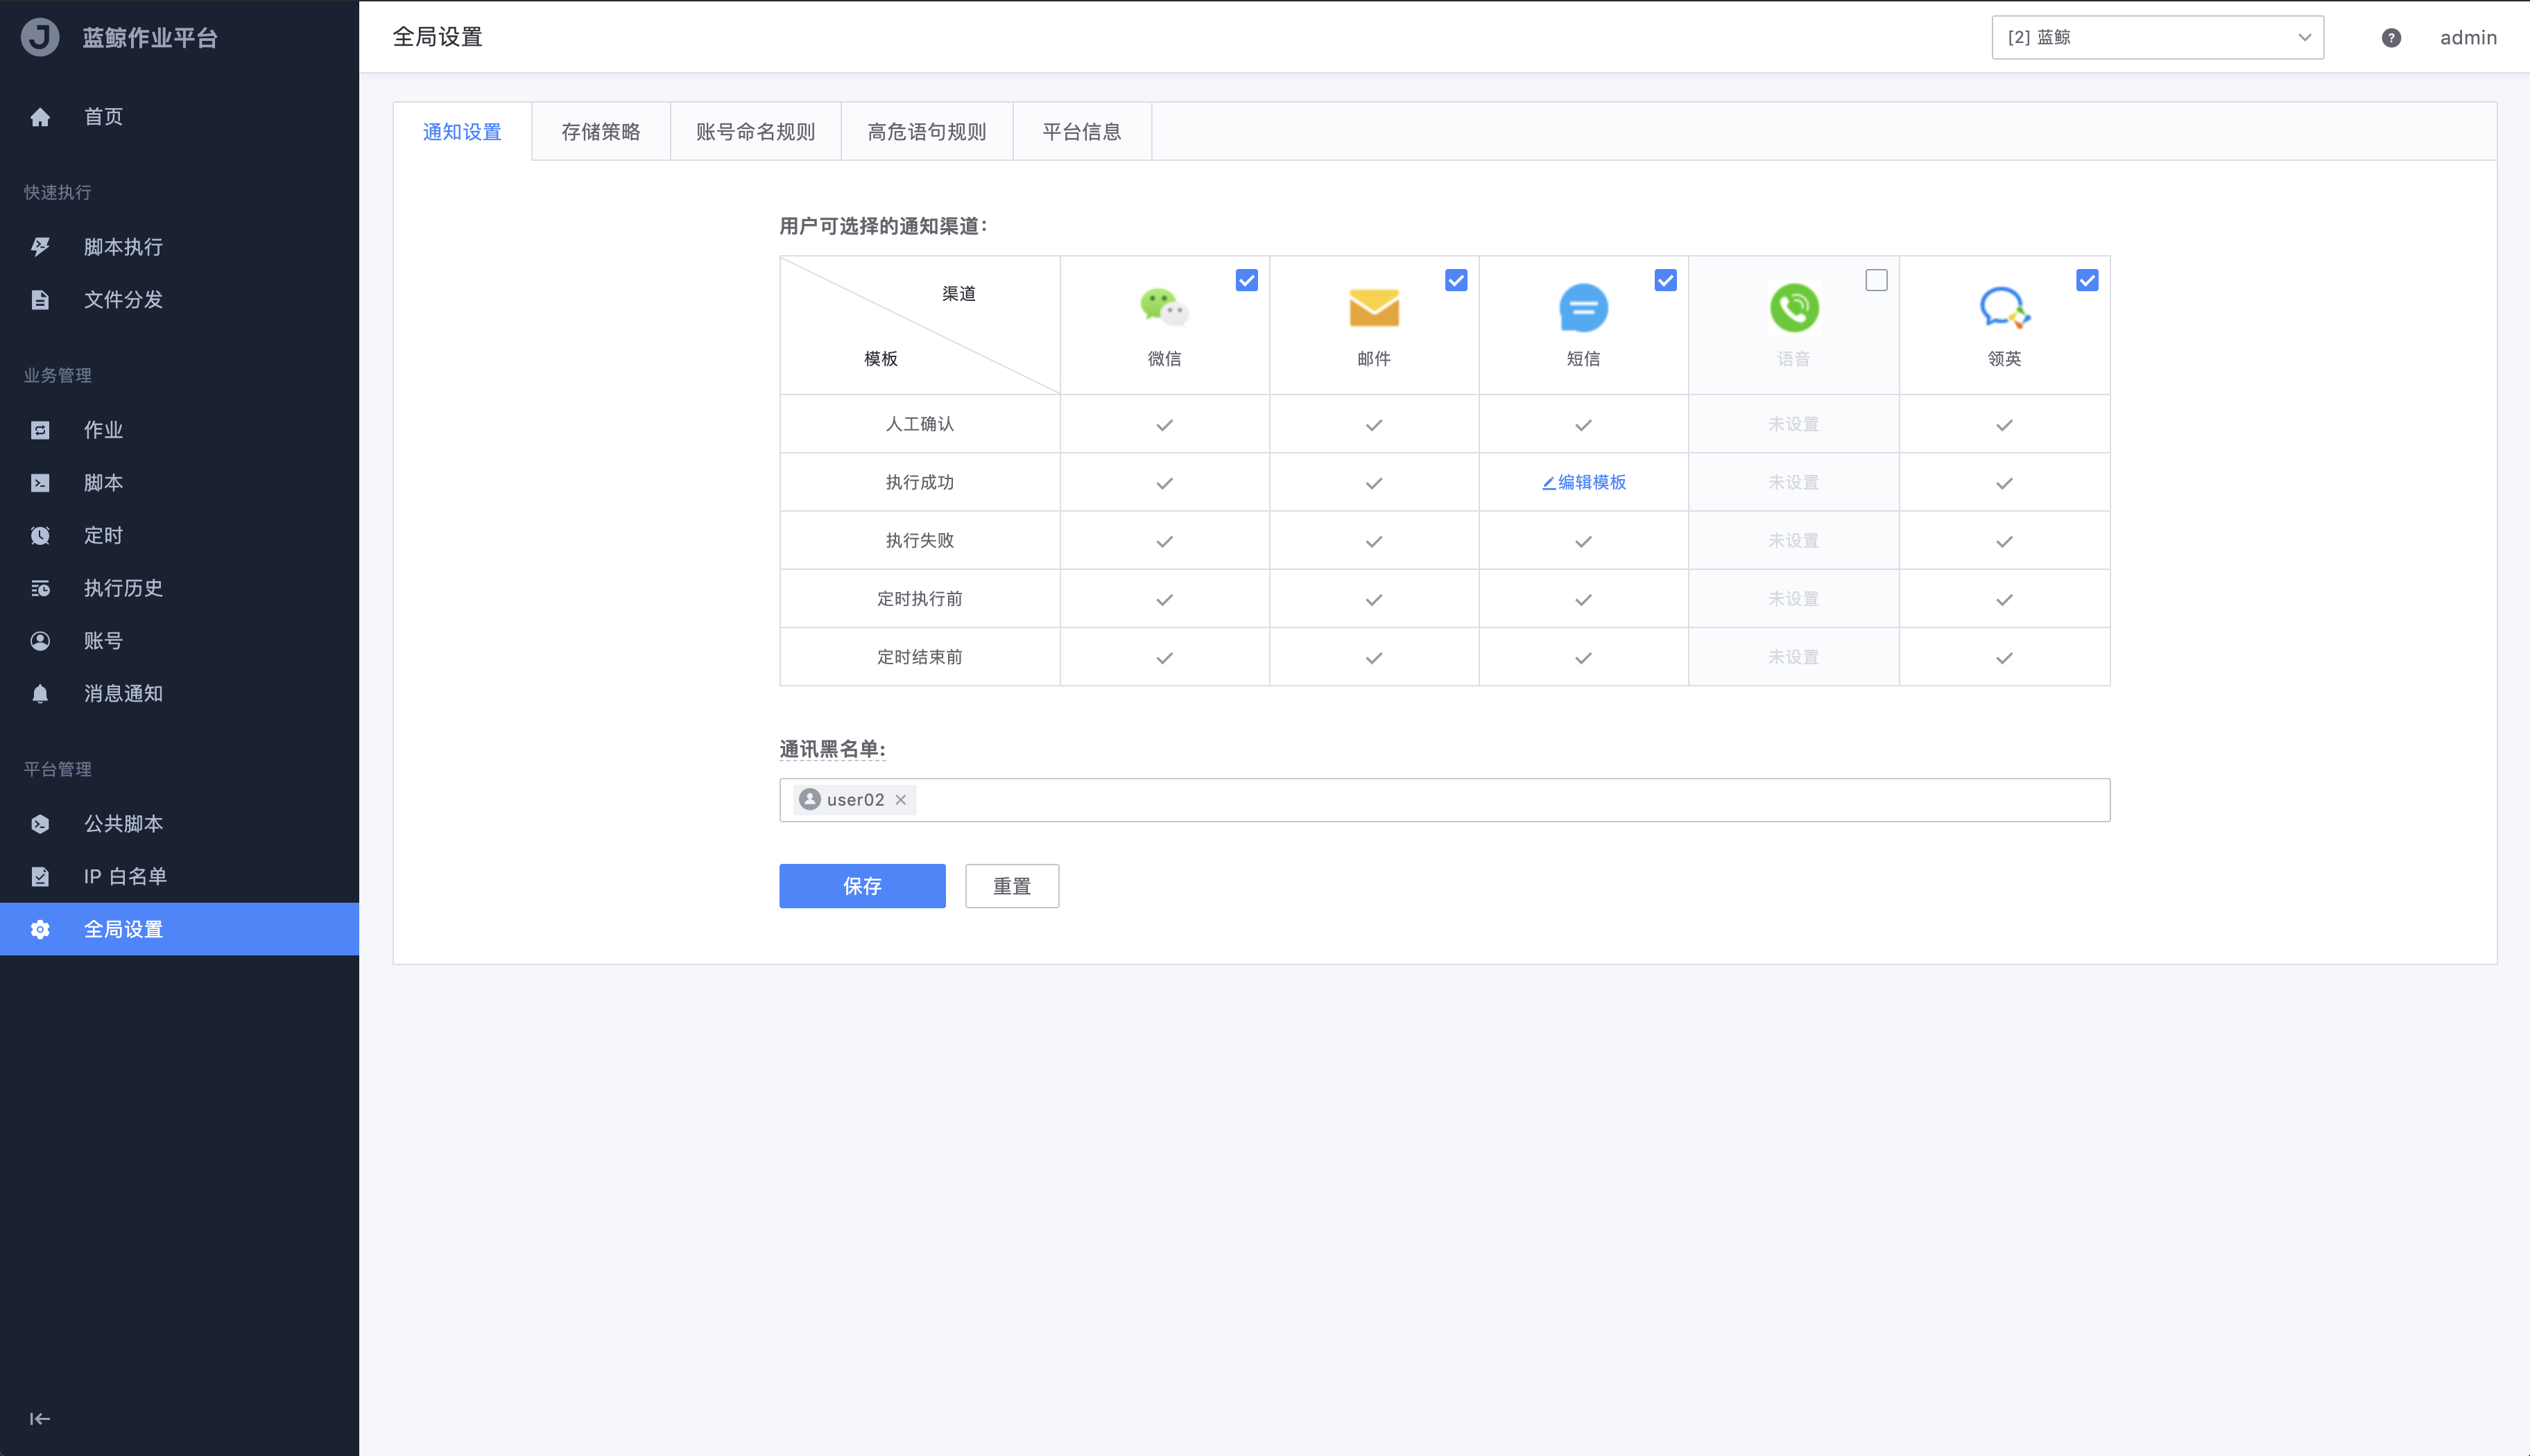 蓝鲸作业平台
首页
快速执行
脚本执行
文件分发
业务管理
作业
脚本
定时
执行历史
账号
消息通知
平台管理
公共脚本
IP 白名单
全局设置
全局设置
[2] 蓝鲸
admin
通知设置 存储策略 账号命名规则 高危语句规则 平台信息
用户可选择的通知渠道：
渠道
模板
微信 邮件 短信 语音 领英
人工确认 未设置
执行成功 编辑模板 未设置
执行失败 未设置
定时执行前 未设置
定时结束前 未设置
通讯黑名单:
user02
保存 重置